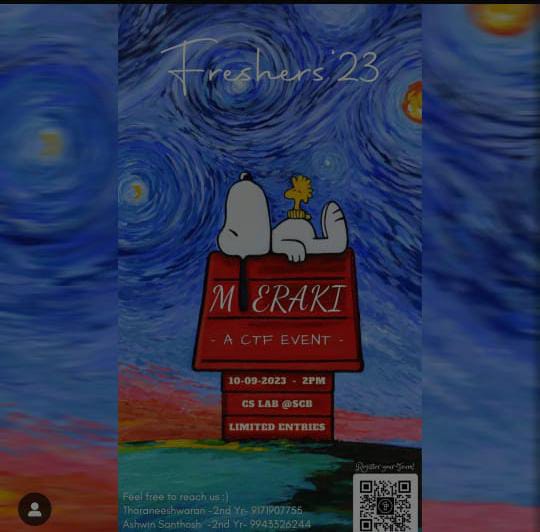 Freshers'23
MERAKI
- A CTF EVENT -
10-09-2023 - 2PM
CS LAB @SCB
LIMITED ENTRIES
Register your Team!
Feel free to reach us :)
Tharaneeshwaran -2nd Yr- 9171907755
Ashwin Santhosh -2nd Yr- 9943526244